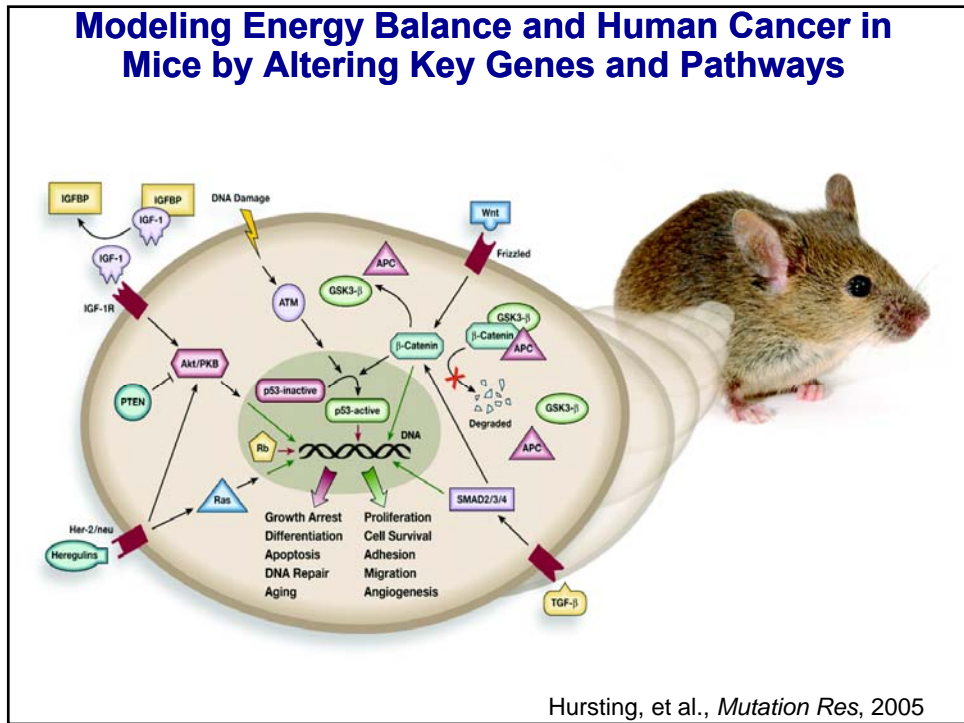 Modeling Energy Balance and Human Cancer in
Mice by Altering Key Genes and Pathways
IGFBP
IGFBP
IGF-1
DNA Damage
Wnt
IGF-1
Frizzled
APC
GSK3-β
IGF-1R
ATM
GSK3-β
β-Catenin
β-Catenin
APC
Akt/PKB
p53-inactive
PTEN
p53-active
Degraded
GSK3-β
DNA
Rb
APC
Ras
SMAD2/3/4
Her-2/neu
Heregulins
Growth Arrest
Differentiation
Apoptosis
DNA Repair
Aging
Proliferation
Cell Survival
Adhesion
Migration
Angiogenesis
TGF-β
Hursting, et al., Mutation Res, 2005